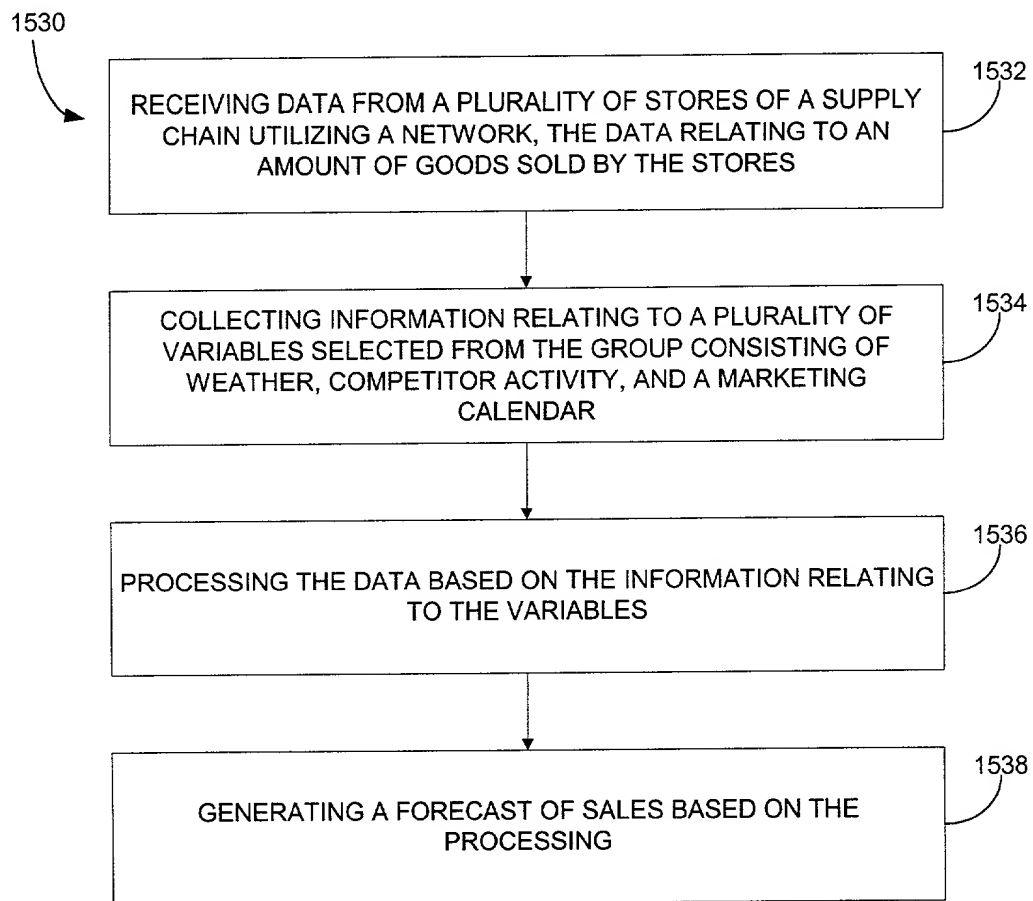 1530
1532
RECEIVING DATA FROM A PLURALITY OF STORES OF A SUPPLY
CHAIN UTILIZING A NETWORK, THE DATA RELATING TO AN
AMOUNT OF GOODS SOLD BY THE STORES
1534
COLLECTING INFORMATION RELATING TO A PLURALITY OF
VARIABLES SELECTED FROM THE GROUP CONSISTING OF
WEATHER, COMPETITOR ACTIVITY, AND A MARKETING
CALENDAR
1536
PROCESSING THE DATA BASED ON THE INFORMATION RELATING
TO THE VARIABLES
1538
GENERATING A FORECAST OF SALES BASED ON THE
PROCESSING